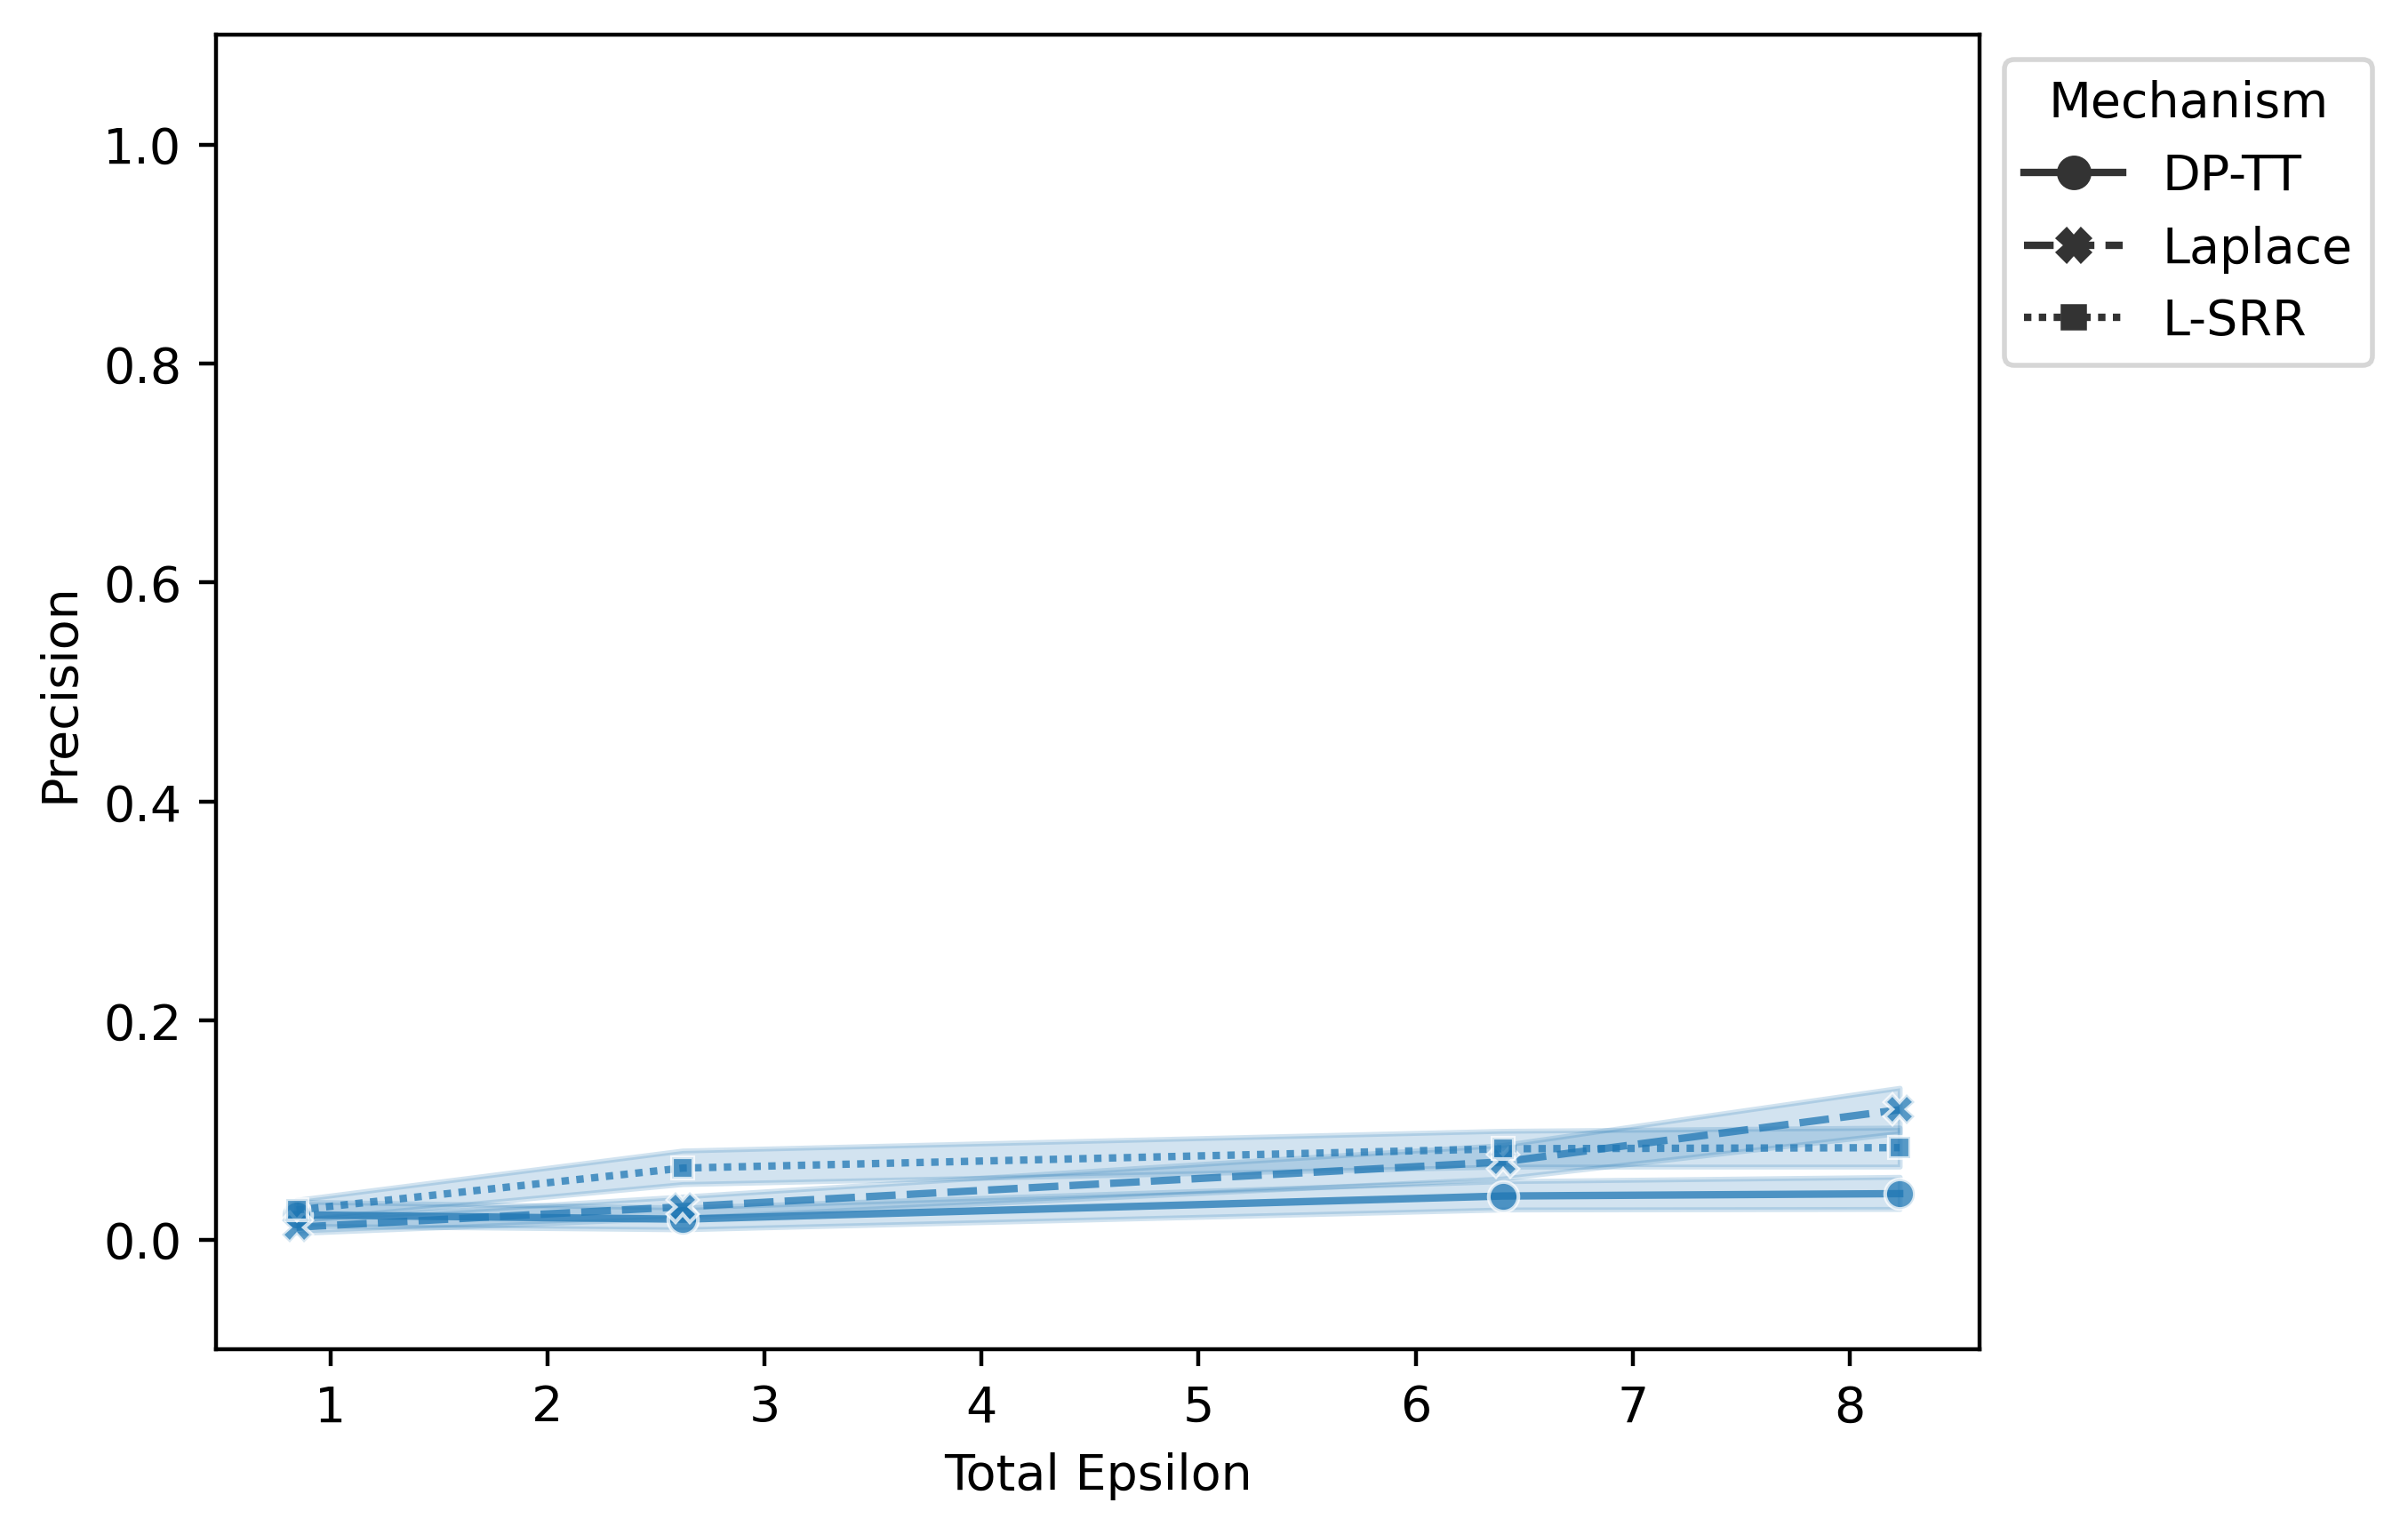 Mechanism
DP-TT
Laplace
L-SRR
Precision
1.0
0.8
0.6
0.4
0.2
0.0
1 2 3 4 5 6 7 8
Total Epsilon